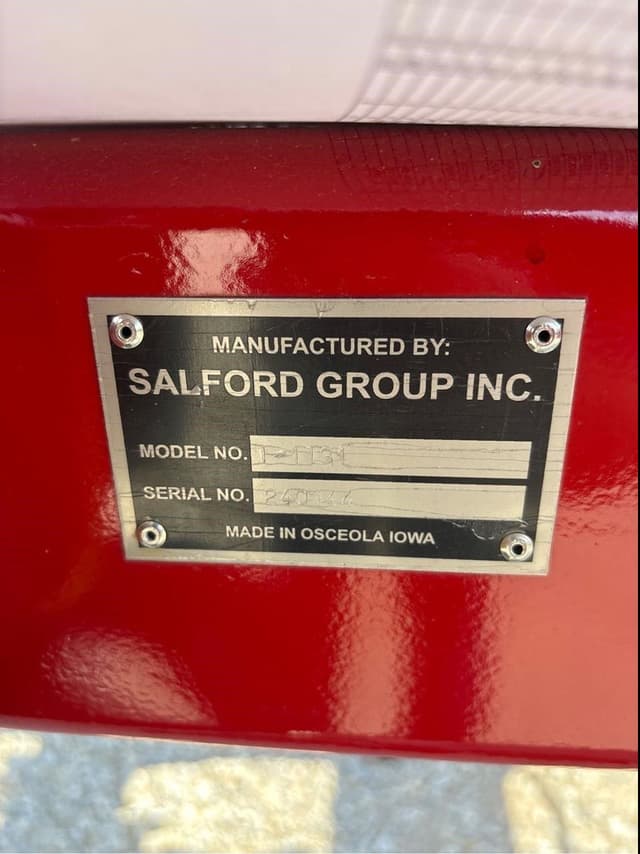 MANUFACTURED BY:
SALFORD GROUP INC.
MODEL NO.
SERIAL NO.
MADE IN OSCEOLA IOWA